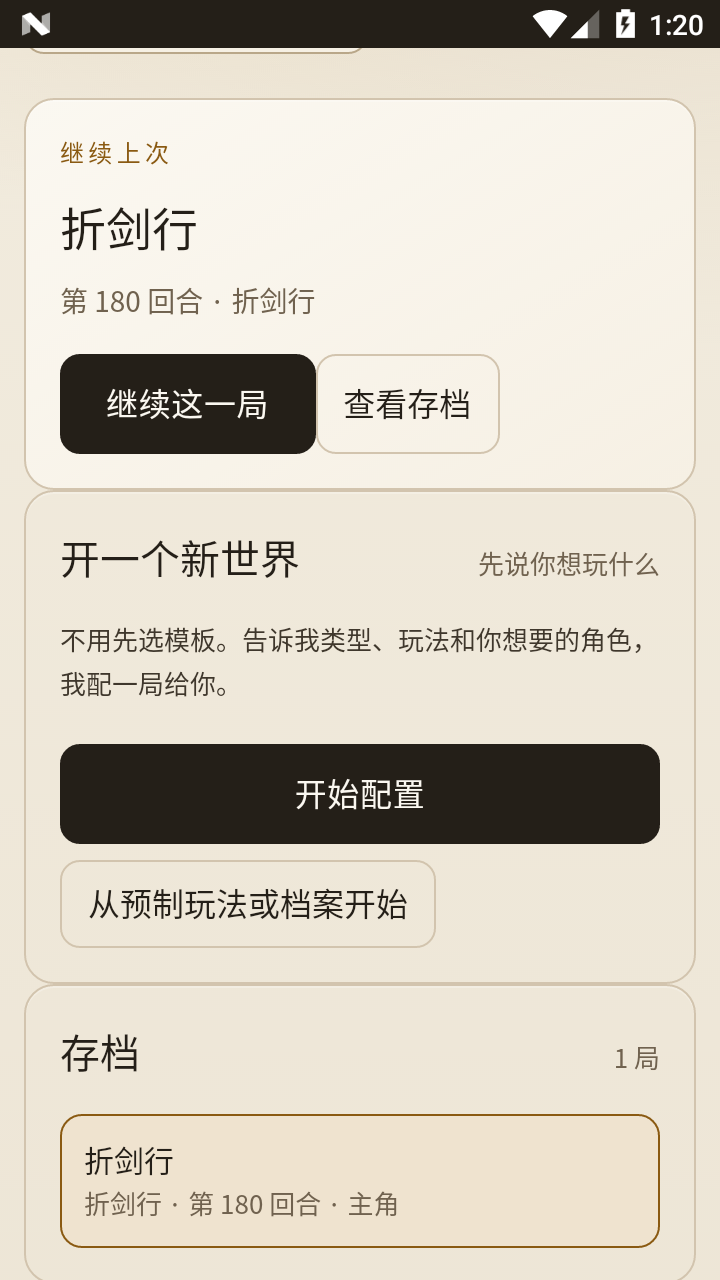 1:20
继续上次
折剑行
第 180 回合 · 折剑行
继续这一局
查看存档
开一个新世界
先说你想玩什么
不用先选模板。告诉我类型、玩法和你想要的角色，
我配一局给你。
开始配置
从预制玩法或档案开始
存档
1 局
折剑行
折剑行 · 第 180 回合 · 主角